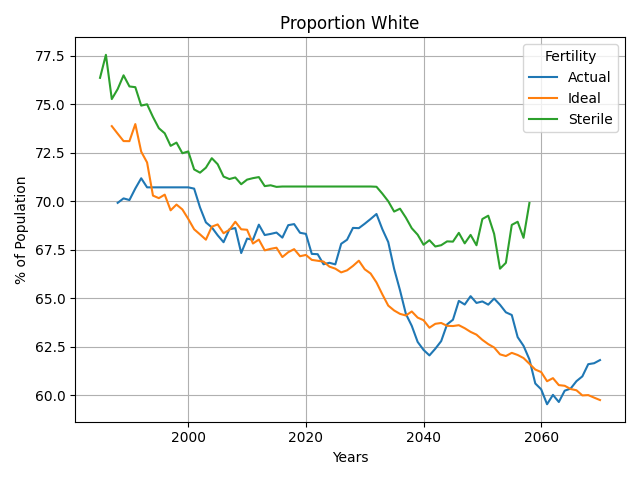 Proportion White
Fertility
Actual
Ideal
Sterile
% of Population
77.5
75.0
72.5
70.0
67.5
65.0
62.5
60.0
2000
2020
2040
2060
Years